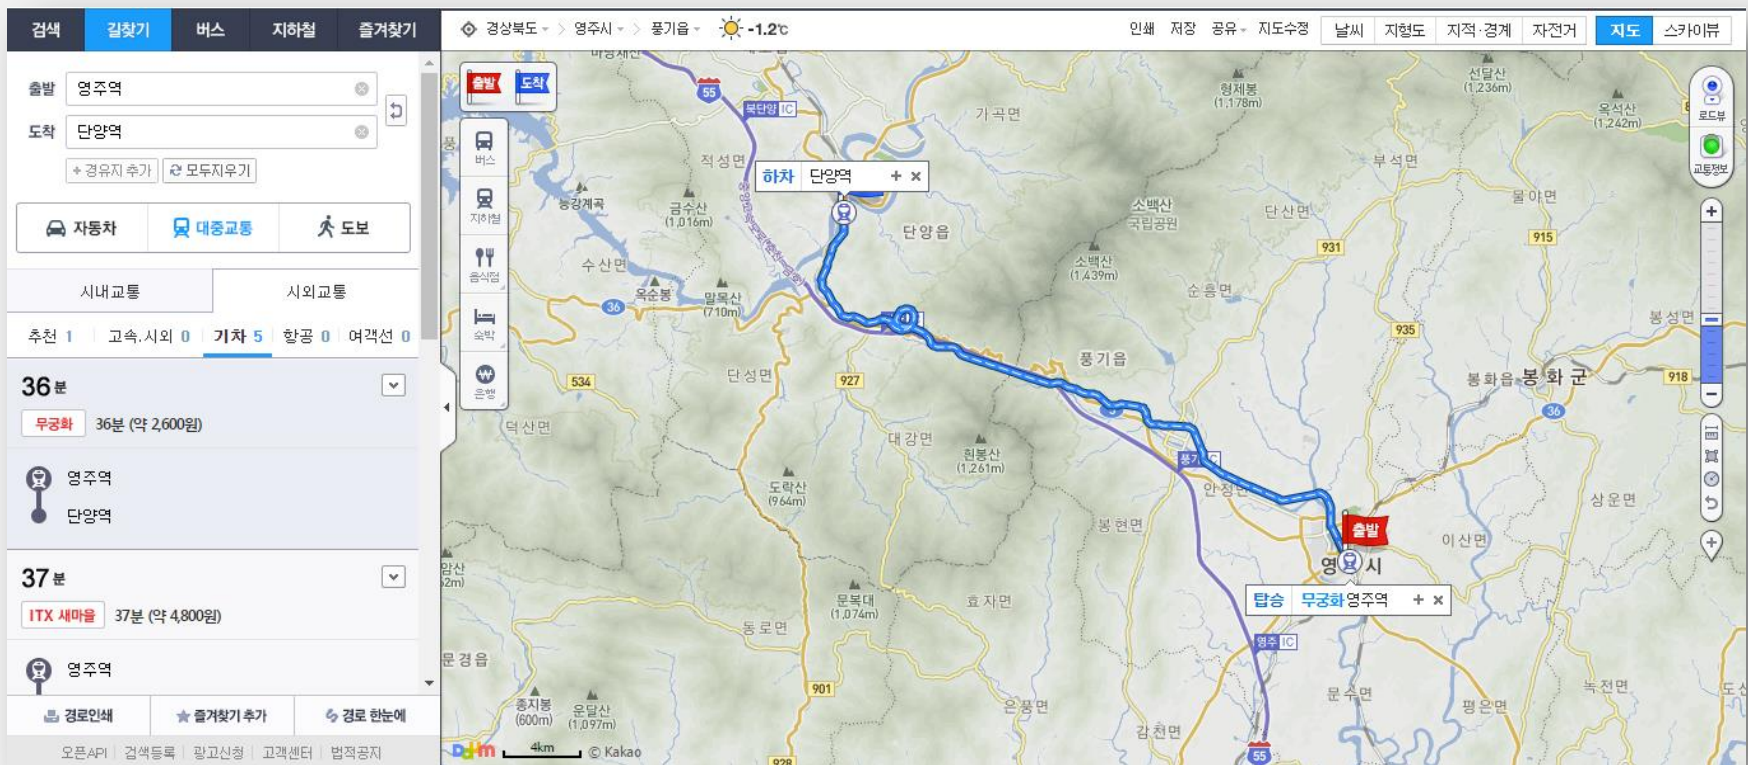 검색 길찾기 버스 지하철 즐겨찾기
경상북도 영주시 풍기읍 -1.2℃
인쇄 저장 공유 지도수정 날씨 지형도 지적·경계 자전거 지도 스카이뷰
출발 영주역
도착 단양역
+ 경유지 추가 모두지우기
자동차 대중교통 도보
시내교통 시외교통
추천 1 고속.시외 0 기차 5 항공 0 여객선 0
36분
무궁화 36분 (약 2,600원)
영주역
단양역
37분
ITX 새마을 37분 (약 4,800원)
영주역
경로인쇄 즐겨찾기 추가 경로 한눈에
오픈API 검색등록 광고신청 고객센터 법적공지
출발 도착
버스
지하철
음식점
숙박
은행
로드뷰
교통정보
55
북단양 IC
가곡면
형제봉
(1,178m)
선달산
(1,236m)
옥석산
(1,242m)
적성면
하차 단양역
부석면
물야면
능강계곡
금수산
(1,016m)
단양읍
소백산
국립공원
단산면
931
915
수산면
소백산
(1,439m)
옥순봉
말목산
(710m)
36
순흥면
935
봉성면
풍기읍
534
단성면
927
봉화읍 봉화군
918
36
덕산면
대강면
흰봉산
(1,261m)
도락산
(964m)
안정면
상운면
봉현면
출발
이산면
영 시
탑승 무궁화 영주역
문복대
(1,074m)
효자면
동로면
영주 IC
문경읍
901
문수면
녹전면
종지봉
(600m)
운달산
(1,097m)
은풍면
평은면
감천면
Daum 4km © Kakao
928
55